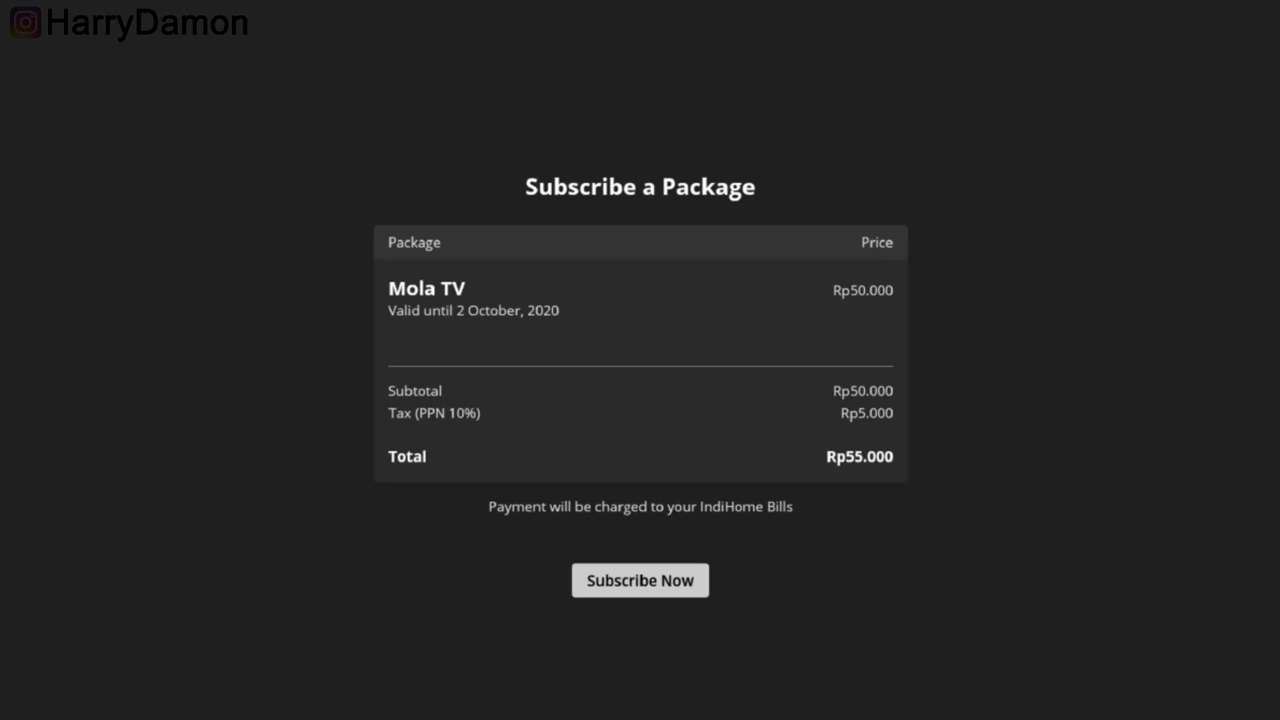 HarryDamon
Subscribe a Package
Package Price
Mola TV Rp50.000
Valid until 2 October, 2020
Subtotal Rp50.000
Tax (PPN 10%) Rp5.000
Total Rp55.000
Payment will be charged to your IndiHome Bills
Subscribe Now